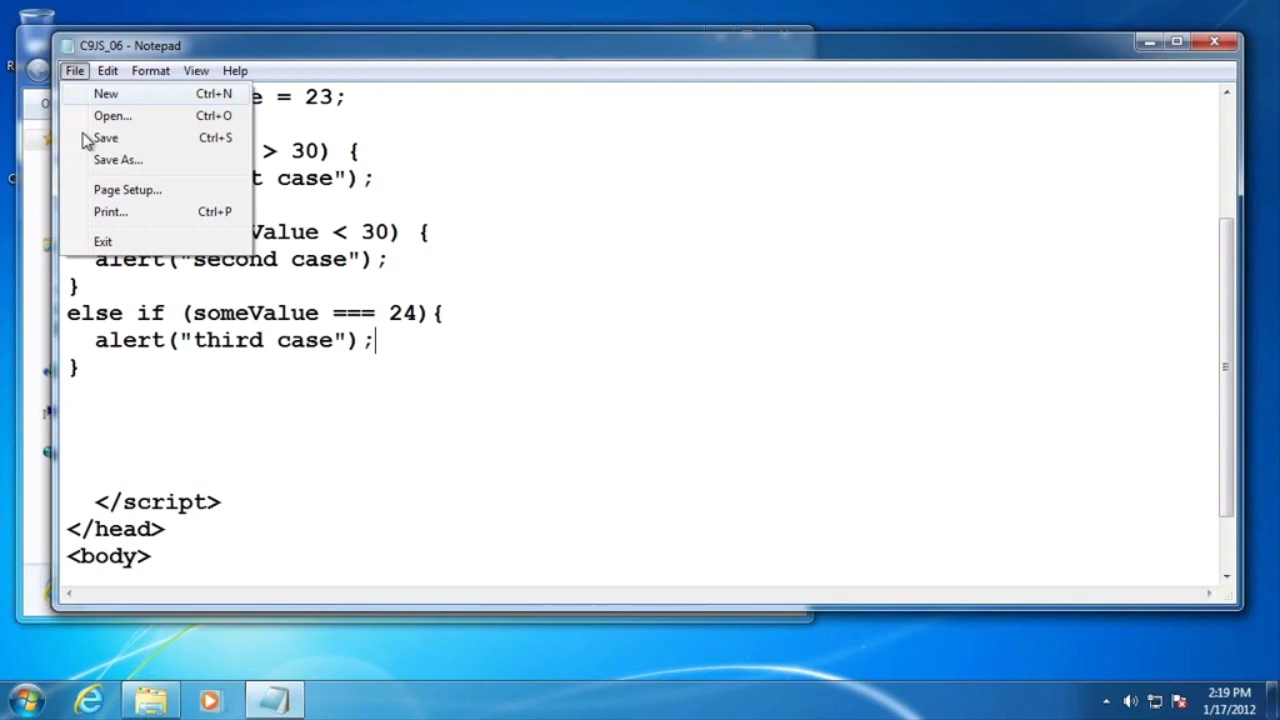 C9JS_06 - Notepad
File Edit Format View Help
New Ctrl+N
Open... Ctrl+O
Save Ctrl+S
Save As...
Page Setup...
Print... Ctrl+P
Exit
e = 23;
> 30) {
t case");
Value < 30) {
alert("second case");
}
else if (someValue === 24){
alert("third case");
}
</script>
</head>
<body>
2:19 PM
1/17/2012